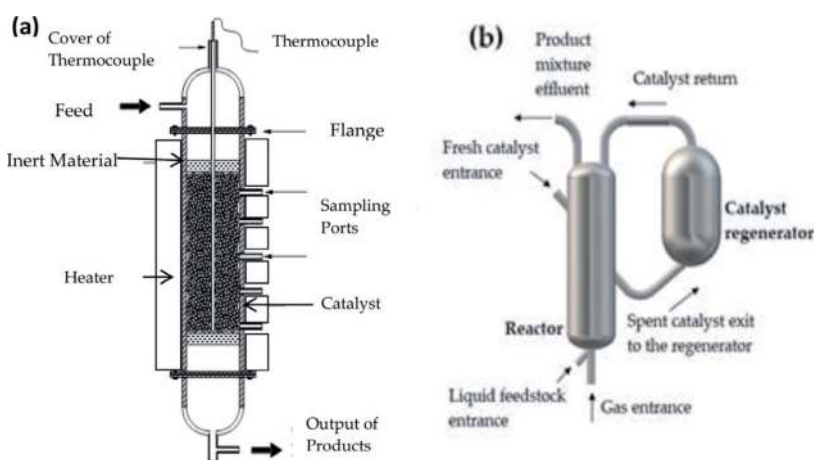 (a)
Cover of
Thermocouple
Thermocouple
Feed
Flange
Inert Material
Sampling
Ports
Heater
Catalyst
Output of
Products
(b)
Product
mixture
effluent
Catalyst return
Fresh catalyst
entrance
Catalyst
regenerator
Reactor
Spent catalyst exit
to the regenerator
Liquid feedstock
entrance
Gas entrance